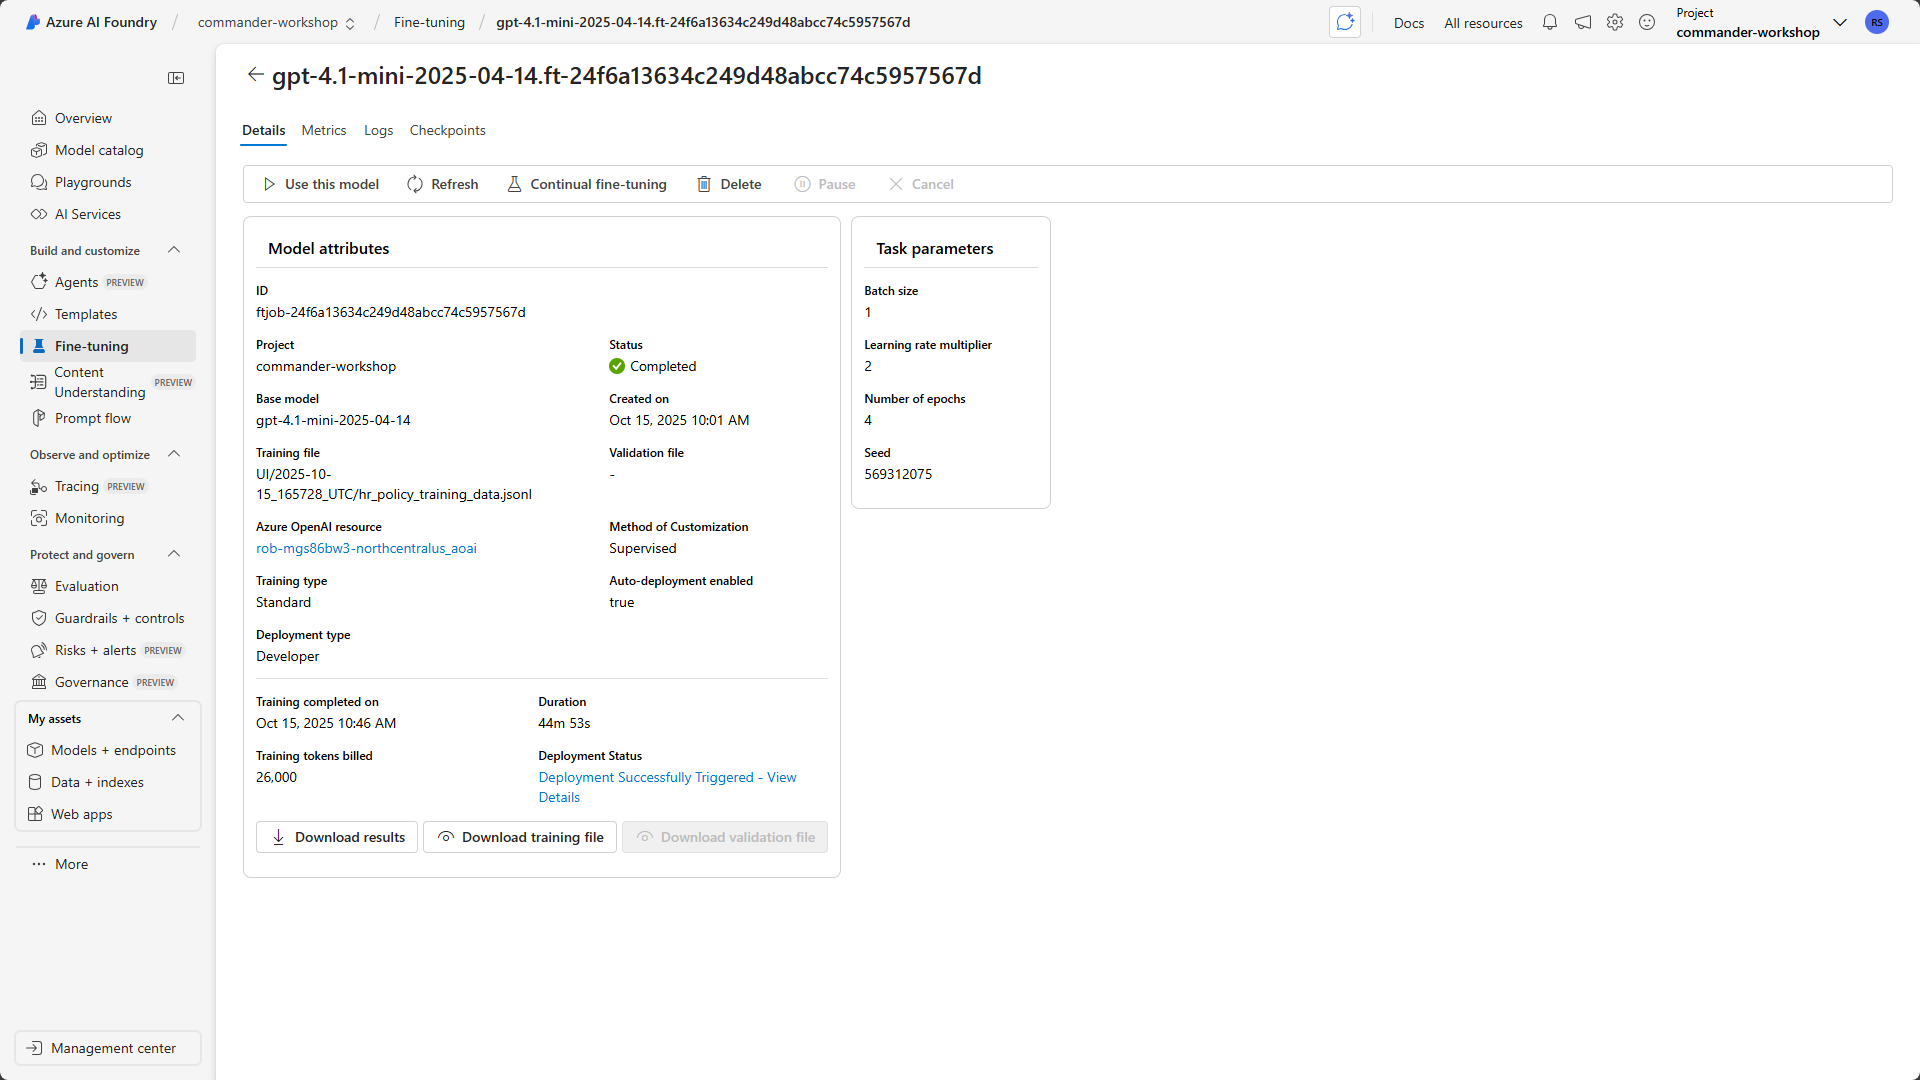 Azure AI Foundry / commander-workshop / Fine-tuning / gpt-4.1-mini-2025-04-14.ft-24f6a13634c249d48abcc74c5957567d
Docs
All resources
Project
commander-workshop
RS
gpt-4.1-mini-2025-04-14.ft-24f6a13634c249d48abcc74c5957567d
Overview
Model catalog
Playgrounds
AI Services
Build and customize
Agents PREVIEW
Templates
Fine-tuning
Content
Understanding PREVIEW
Prompt flow
Observe and optimize
Tracing PREVIEW
Monitoring
Protect and govern
Evaluation
Guardrails + controls
Risks + alerts PREVIEW
Governance PREVIEW
My assets
Models + endpoints
Data + indexes
Web apps
More
Management center
Details Metrics Logs Checkpoints
Use this model Refresh Continual fine-tuning Delete Pause Cancel
Model attributes
ID
ftjob-24f6a13634c249d48abcc74c5957567d
Project
commander-workshop
Status
Completed
Base model
gpt-4.1-mini-2025-04-14
Created on
Oct 15, 2025 10:01 AM
Training file
UI/2025-10-
15_165728_UTC/hr_policy_training_data.jsonl
Validation file
-
Azure OpenAI resource
rob-mgs86bw3-northcentralus_aoai
Method of Customization
Supervised
Training type
Standard
Auto-deployment enabled
true
Deployment type
Developer
Training completed on
Oct 15, 2025 10:46 AM
Duration
44m 53s
Training tokens billed
26,000
Deployment Status
Deployment Successfully Triggered - View
Details
Download results Download training file Download validation file
Task parameters
Batch size
1
Learning rate multiplier
2
Number of epochs
4
Seed
569312075